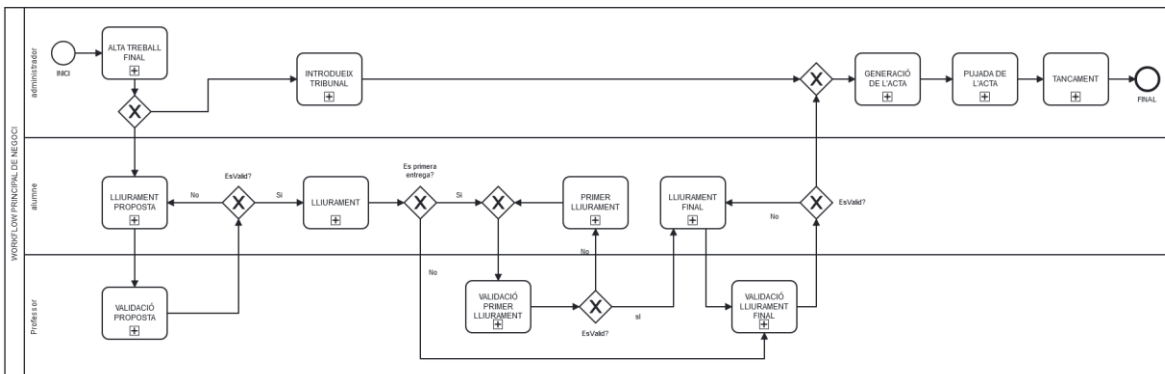 WORKFLOW PRINCIPAL DE NEGOCI
administrador
INICI
ALTA TREBALL
FINAL
INTRODUEIX
TRIBUNAL
GENERACIÓ
DE L'ACTA
PUJADA DE
L'ACTA
TANCAMENT
FINAL
alumne
LLIURAMENT
PROPOSTA
No
EsValid?
Si
LLIURAMENT
Es primera
entrega?
Si
No
PRIMER
LLIURAMENT
No
LLIURAMENT
FINAL
No
EsValid?
Professor
VALIDACIÓ
PROPOSTA
VALIDACIÓ
PRIMER
LLIURAMENT
EsValid?
sI
VALIDACIÓ
LLIURAMENT
FINAL